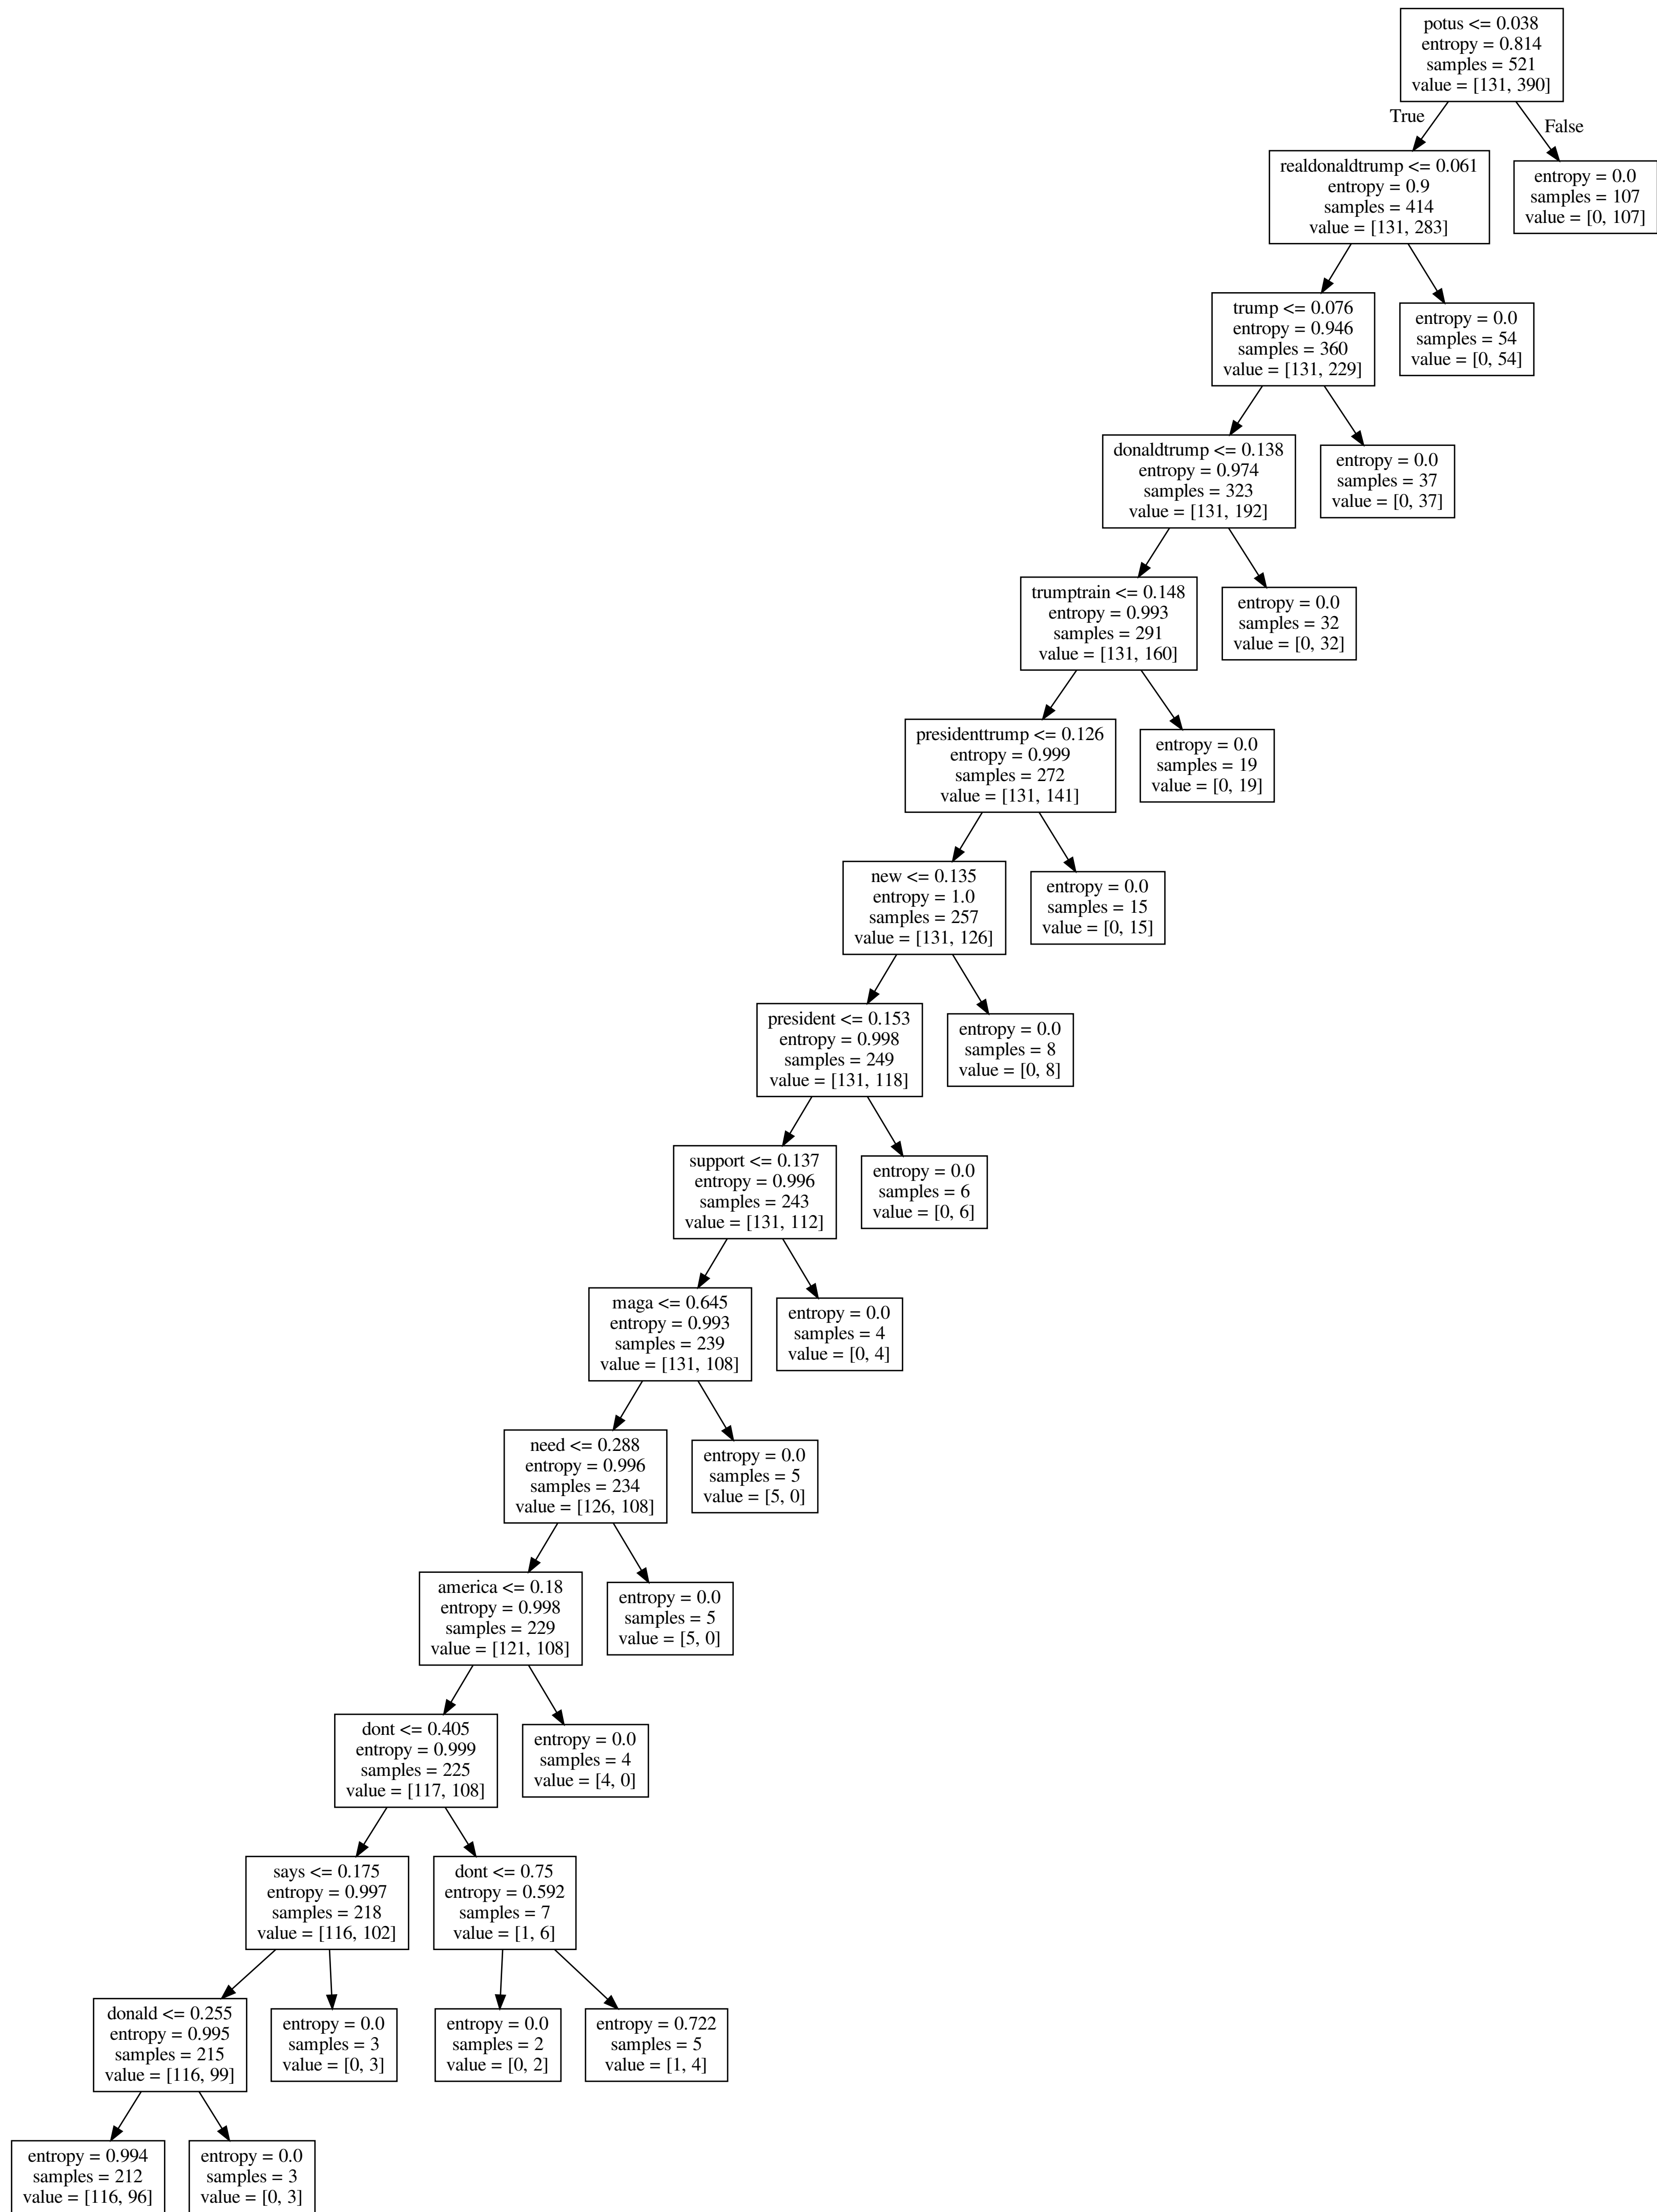 potus <= 0.038
entropy = 0.814
samples = 521
value = [131, 390]
True
False
realdonaldtrump <= 0.061
entropy = 0.9
samples = 414
value = [131, 283]
entropy = 0.0
samples = 107
value = [0, 107]
trump <= 0.076
entropy = 0.946
samples = 360
value = [131, 229]
entropy = 0.0
samples = 54
value = [0, 54]
donaldtrump <= 0.138
entropy = 0.974
samples = 323
value = [131, 192]
entropy = 0.0
samples = 37
value = [0, 37]
trumptrain <= 0.148
entropy = 0.993
samples = 291
value = [131, 160]
entropy = 0.0
samples = 32
value = [0, 32]
presidenttrump <= 0.126
entropy = 0.999
samples = 272
value = [131, 141]
entropy = 0.0
samples = 19
value = [0, 19]
new <= 0.135
entropy = 1.0
samples = 257
value = [131, 126]
entropy = 0.0
samples = 15
value = [0, 15]
president <= 0.153
entropy = 0.998
samples = 249
value = [131, 118]
entropy = 0.0
samples = 8
value = [0, 8]
support <= 0.137
entropy = 0.996
samples = 243
value = [131, 112]
entropy = 0.0
samples = 6
value = [0, 6]
maga <= 0.645
entropy = 0.993
samples = 239
value = [131, 108]
entropy = 0.0
samples = 4
value = [0, 4]
need <= 0.288
entropy = 0.996
samples = 234
value = [126, 108]
entropy = 0.0
samples = 5
value = [5, 0]
america <= 0.18
entropy = 0.998
samples = 229
value = [121, 108]
entropy = 0.0
samples = 5
value = [5, 0]
dont <= 0.405
entropy = 0.999
samples = 225
value = [117, 108]
entropy = 0.0
samples = 4
value = [4, 0]
says <= 0.175
entropy = 0.997
samples = 218
value = [116, 102]
dont <= 0.75
entropy = 0.592
samples = 7
value = [1, 6]
donald <= 0.255
entropy = 0.995
samples = 215
value = [116, 99]
entropy = 0.0
samples = 3
value = [0, 3]
entropy = 0.0
samples = 2
value = [0, 2]
entropy = 0.722
samples = 5
value = [1, 4]
entropy = 0.994
samples = 212
value = [116, 96]
entropy = 0.0
samples = 3
value = [0, 3]